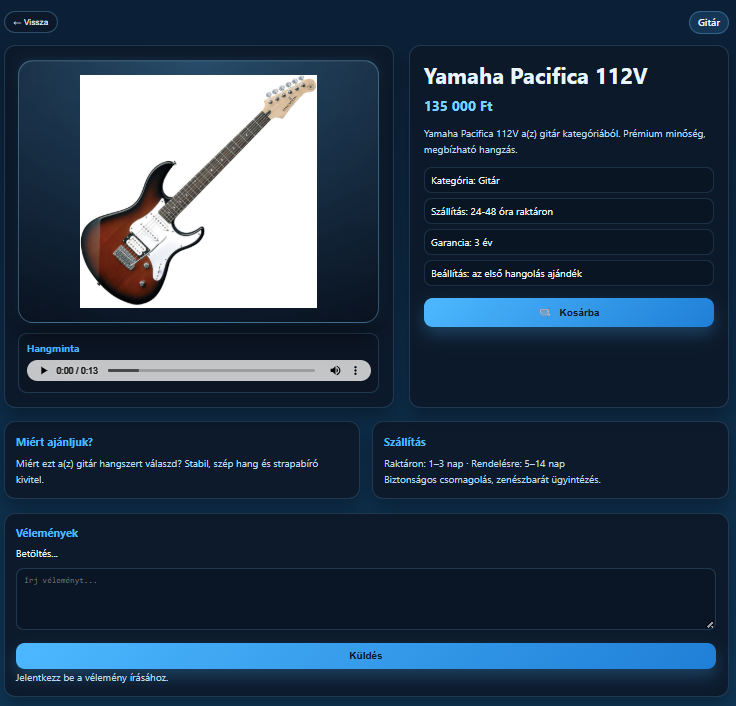 ← Vissza
Gitár
Yamaha Pacifica 112V
135 000 Ft
Yamaha Pacifica 112V a(z) gitár kategóriából. Prémium minőség,
megbízható hangzás.
Kategória: Gitár
Szállítás: 24-48 óra raktáron
Garancia: 3 év
Beállítás: az első hangolás ajándék
Kosárba
Hangminta
0:00 / 0:13
Miért ajánljuk?
Miért ezt a(z) gitár hangszert válaszd? Stabil, szép hang és strapabíró
kivitel.
Szállítás
Raktáron: 1–3 nap · Rendelésre: 5–14 nap
Biztonságos csomagolás, zenészbarát ügyintézés.
Vélemények
Betöltés...
Írj véleményt...
Küldés
Jelentkezz be a vélemény írásához.